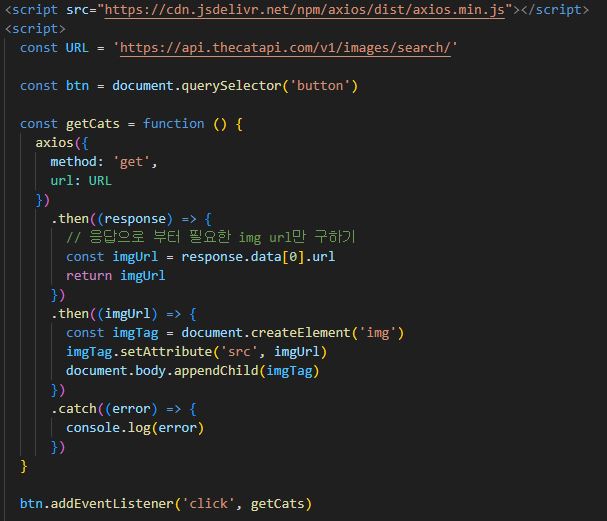 <script src="https://cdn.jsdelivr.net/npm/axios/dist/axios.min.js"></script>
<script>
const URL = 'https://api.thecatapi.com/v1/images/search/'
const btn = document.querySelector('button')
const getCats = function () {
axios({
method: 'get',
url: URL
})
.then((response) => {
// 응답으로 부터 필요한 img url만 구하기
const imgUrl = response.data[0].url
return imgUrl
})
.then((imgUrl) => {
const imgTag = document.createElement('img')
imgTag.setAttribute('src', imgUrl)
document.body.appendChild(imgTag)
})
.catch((error) => {
console.log(error)
})
}
btn.addEventListener('click', getCats)